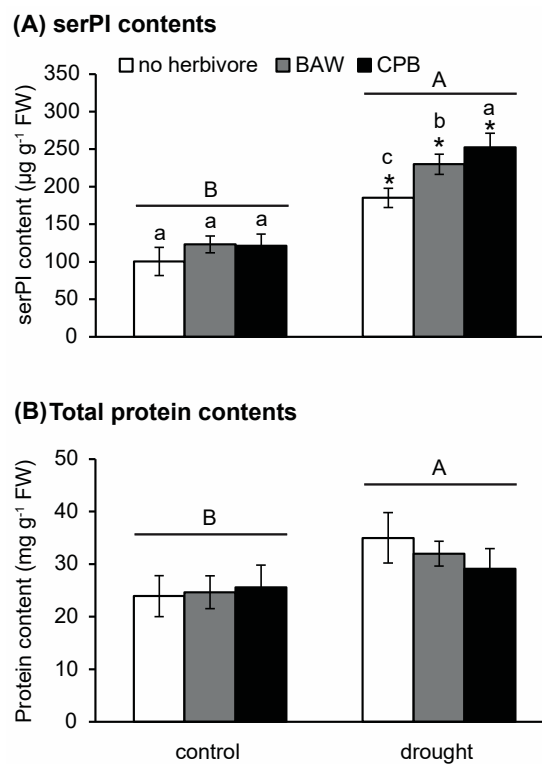 (A) serPI contents
no herbivore BAW CPB
350
300
250
200
150
100
50
0
serPI content (µg g-1 FW)
B
a a a
A
c b a
* * *
(B) Total protein contents
50
40
30
20
10
0
Protein content (mg g-1 FW)
B
A
control drought